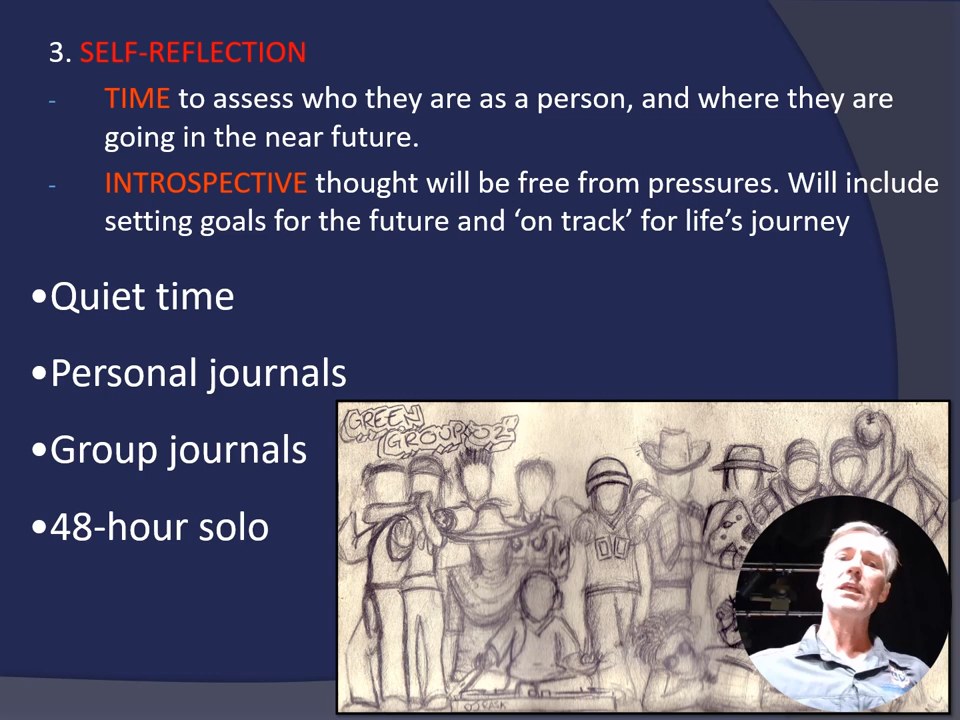 3. SELF-REFLECTION
- TIME to assess who they are as a person, and where they are
going in the near future.
- INTROSPECTIVE thought will be free from pressures. Will include
setting goals for the future and ‘on track’ for life’s journey
•Quiet time
•Personal journals
•Group journals
•48-hour solo
GREEN
GROUP 02